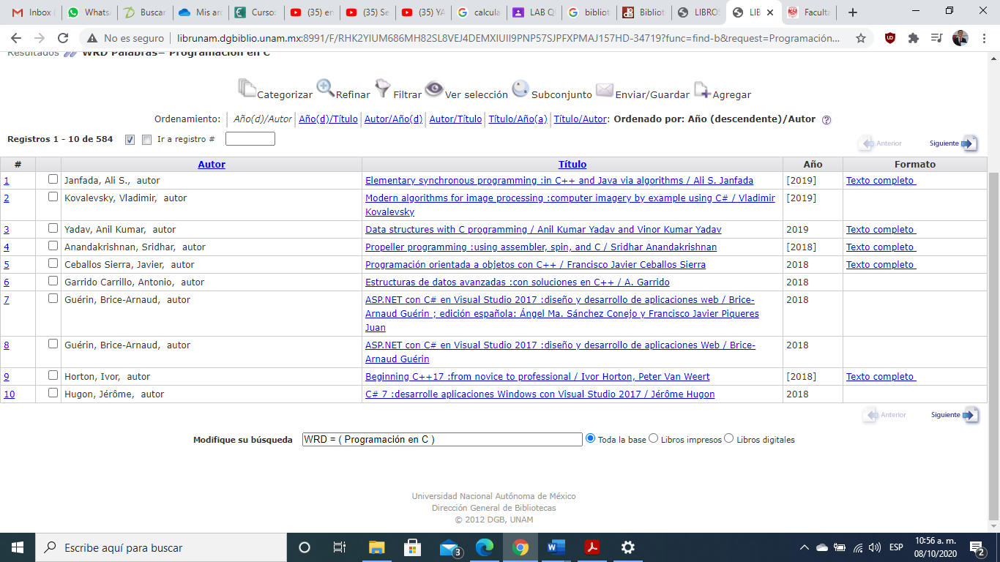 Inbox (
WhatsA
Buscar
Mis arc
Curso:
(35) en
(35) Se
(35) YA
calcula
LAB Q
bibliot
Bibliot
LIBRO
LIB
Faculta
No es seguro | librunam.dgbiblio.unam.mx:8991/F/RHK2YIUM686MH82SL8VEJ4DEMXIUII9PNP57SJPFXPMAJ157HD-34719?func=find-b&request=Programación...
Resultados WRD Palabras= Programación en C
Categorizar Refinar Filtrar Ver selección Subconjunto Enviar/Guardar Agregar
Ordenamiento: Año(d)/Autor Año(d)/Título Autor/Año(d) Autor/Título Título/Año(a) Título/Autor: Ordenado por: Año (descendente)/Autor ?
Registros 1 - 10 de 584 Ir a registro # Anterior Siguiente
# Autor Título Año Formato
1 Janfada, Ali S., autor Elementary synchronous programming :in C++ and Java via algorithms / Ali S. Janfada [2019] Texto completo
2 Kovalevsky, Vladimir, autor Modern algorithms for image processing :computer imagery by example using C# / Vladimir [2019]
Kovalevsky
3 Yadav, Anil Kumar, autor Data structures with C programming / Anil Kumar Yadav and Vinor Kumar Yadav 2019 Texto completo
4 Anandakrishnan, Sridhar, autor Propeller programming :using assembler, spin, and C / Sridhar Anandakrishnan [2018] Texto completo
5 Ceballos Sierra, Javier, autor Programación orientada a objetos con C++ / Francisco Javier Ceballos Sierra 2018 Texto completo
6 Garrido Carrillo, Antonio, autor Estructuras de datos avanzadas :con soluciones en C++ / A. Garrido 2018
7 Guérin, Brice-Arnaud, autor ASP.NET con C# en Visual Studio 2017 :diseño y desarrollo de aplicaciones web / Brice- 2018
Arnaud Guérin ; edición española: Ángel Ma. Sánchez Conejo y Francisco Javier Piqueres
Juan
8 Guérin, Brice-Arnaud, autor ASP.NET con C# en Visual Studio 2017 :diseño y desarrollo de aplicaciones Web / Brice- 2018
Arnaud Guérin
9 Horton, Ivor, autor Beginning C++17 :from novice to professional / Ivor Horton, Peter Van Weert [2018] Texto completo
10 Hugon, Jérôme, autor C# 7 :desarrolle aplicaciones Windows con Visual Studio 2017 / Jérôme Hugon 2018
Anterior Siguiente
Modifique su búsqueda WRD = ( Programación en C ) Toda la base Libros impresos Libros digitales
Universidad Nacional Autónoma de México
Dirección General de Bibliotecas
© 2012 DGB, UNAM
Escribe aquí para buscar
3
ESP
10:56 a. m.
08/10/2020
2